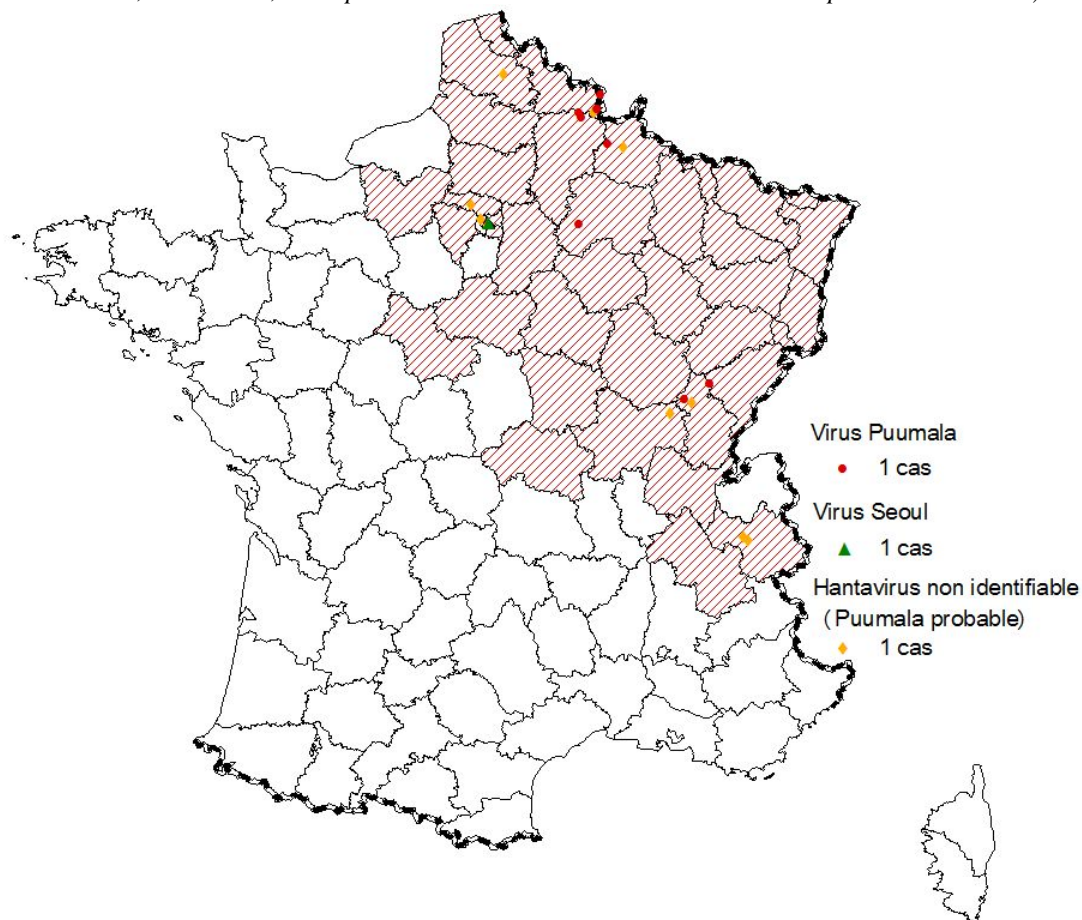 Virus Puumala
1 cas
Virus Seoul
1 cas
Hantavirus non identifiable
(Puumala probable)
1 cas